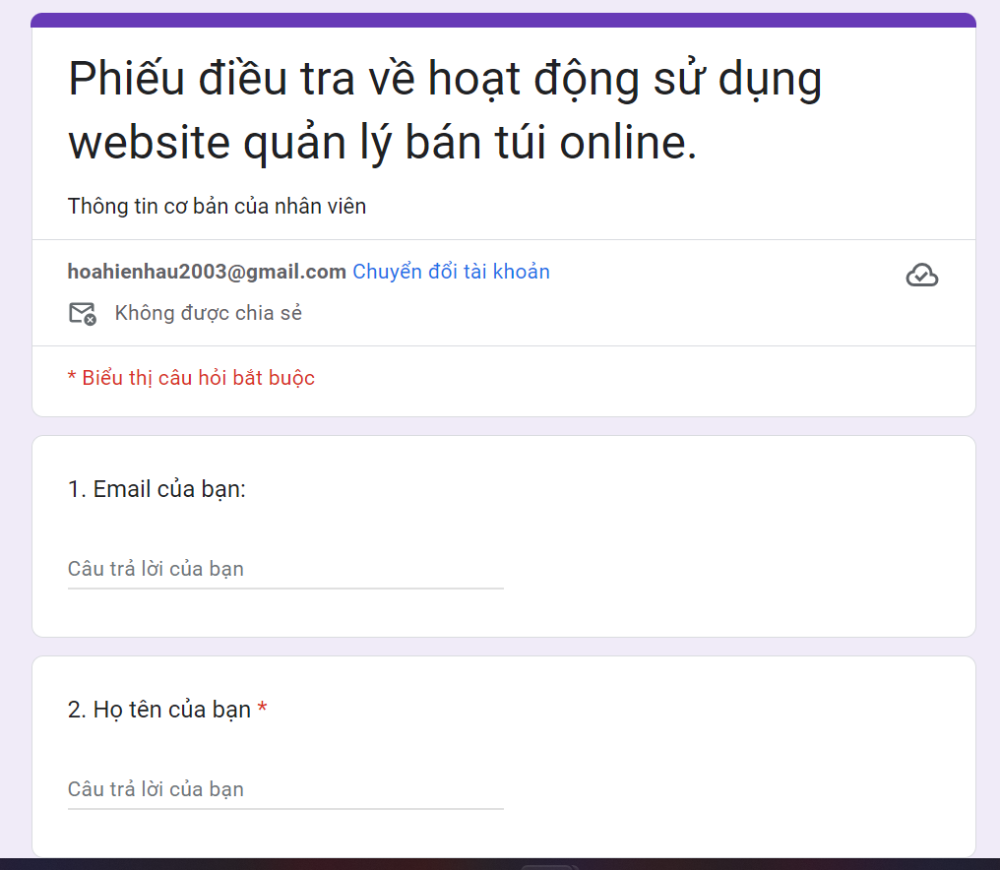 Phiếu điều tra về hoạt động sử dụng
website quản lý bán túi online.
Thông tin cơ bản của nhân viên
hoahienhau2003@gmail.com Chuyển đổi tài khoản
Không được chia sẻ
* Biểu thị câu hỏi bắt buộc
1. Email của bạn:
Câu trả lời của bạn
2. Họ tên của bạn *
Câu trả lời của bạn